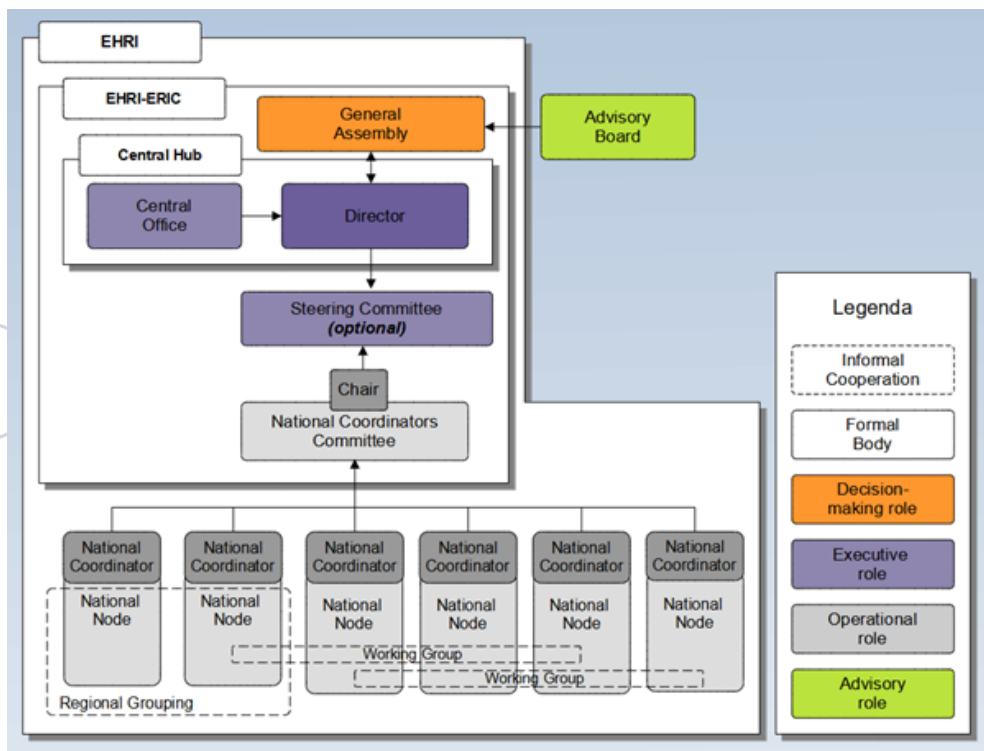 EHRI
EHRI-ERIC
General
Assembly
Advisory
Board
Central Hub
Central
Office
Director
Steering Committee
(optional)
Chair
National Coordinators
Committee
National
Coordinator
National
Coordinator
National
Coordinator
National
Coordinator
National
Coordinator
National
Coordinator
National
Node
National
Node
National
Node
National
Node
National
Node
National
Node
Working Group
Working Group
Regional Grouping
Legenda
Informal
Cooperation
Formal
Body
Decision-
making role
Executive
role
Operational
role
Advisory
role